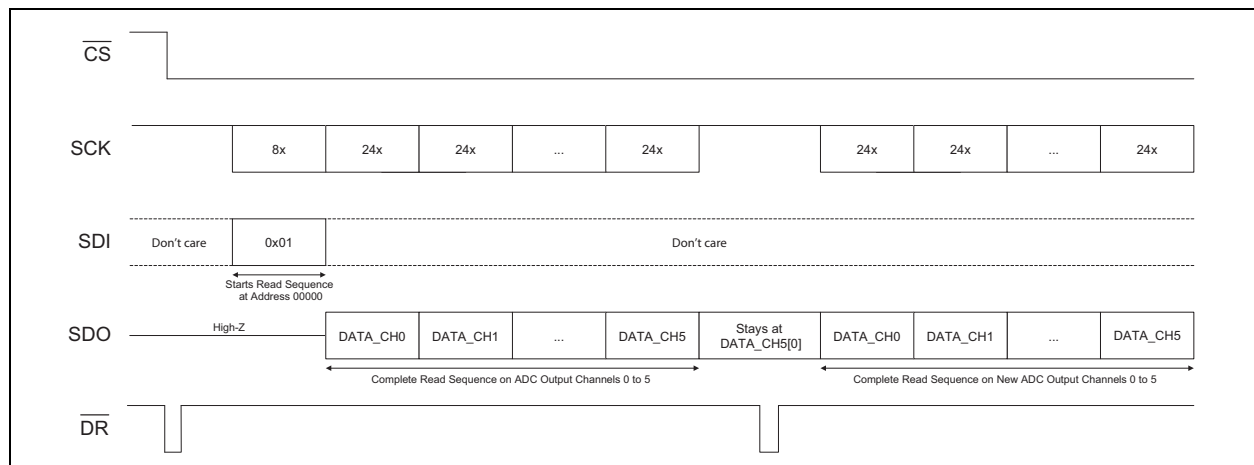 CS
SCK
8x
24x
24x
...
24x
24x
24x
...
24x
SDI
Don't care
0x01
Don't care
Starts Read Sequence
at Address 00000
SDO
High-Z
DATA_CH0
DATA_CH1
...
DATA_CH5
Stays at
DATA_CH5[0]
DATA_CH0
DATA_CH1
...
DATA_CH5
Complete Read Sequence on ADC Output Channels 0 to 5
Complete Read Sequence on New ADC Output Channels 0 to 5
DR